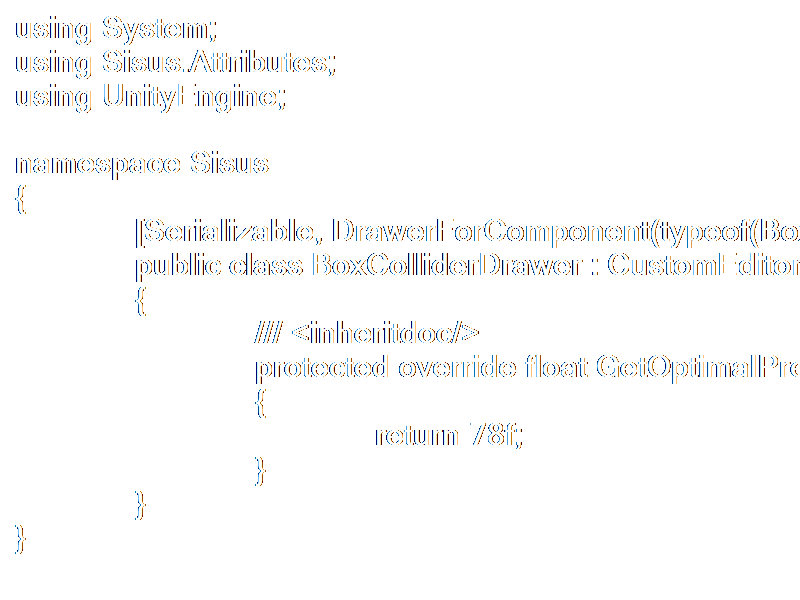 using System;
using Sisus.Attributes;
using UnityEngine;

namespace Sisus
{
[Serializable, DrawerForComponent(typeof(Bo
public class BoxColliderDrawer : CustomEditor
{
//// <inheritdoc/>
protected override float GetOptimalPre
{
return 78f;
}
}
}